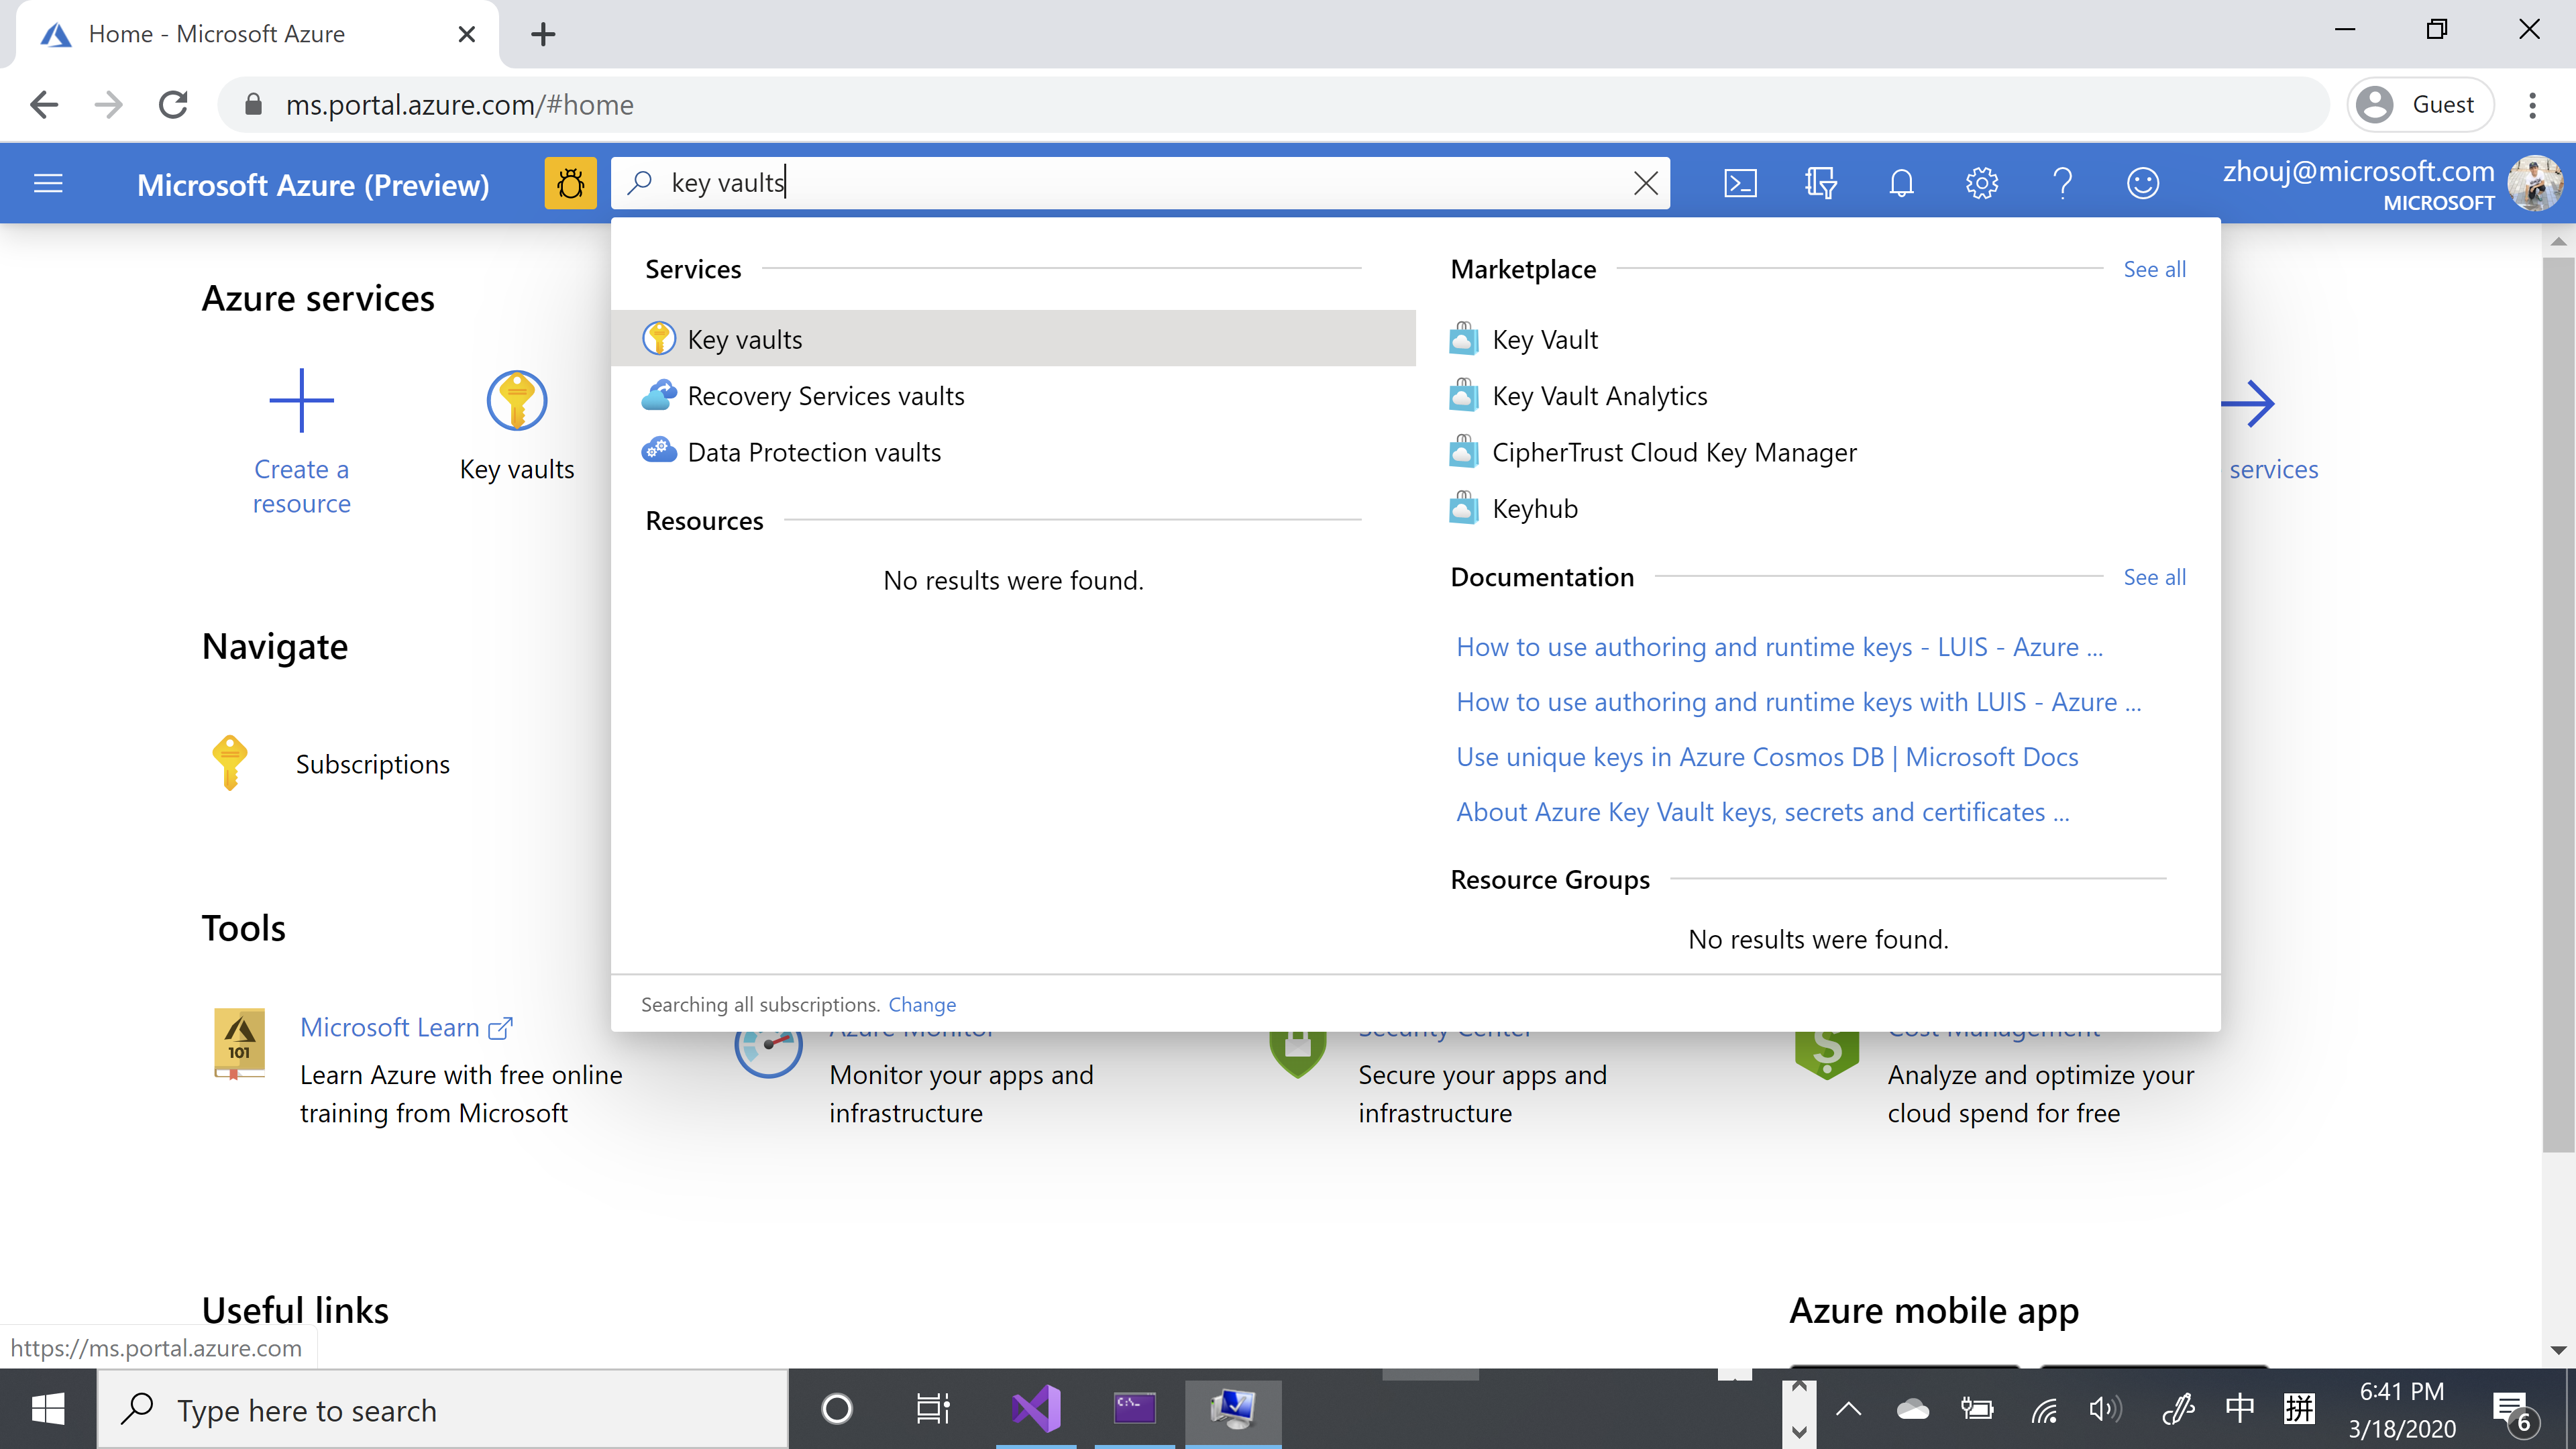 Home - Microsoft Azure
ms.portal.azure.com/#home
Guest
Microsoft Azure (Preview)
key vaults
zhouj@microsoft.com
MICROSOFT
Azure services
Create a
resource
Key vaults
services
Services
Key vaults
Recovery Services vaults
Data Protection vaults
Resources
No results were found.
Marketplace
See all
Key Vault
Key Vault Analytics
CipherTrust Cloud Key Manager
Keyhub
Documentation
See all
How to use authoring and runtime keys - LUIS - Azure ...
How to use authoring and runtime keys with LUIS - Azure ...
Use unique keys in Azure Cosmos DB | Microsoft Docs
About Azure Key Vault keys, secrets and certificates ...
Resource Groups
No results were found.
Searching all subscriptions. Change
Navigate
Subscriptions
Tools
101
Microsoft Learn
Learn Azure with free online
training from Microsoft
Azure Monitor
Monitor your apps and
infrastructure
Security Center
Secure your apps and
infrastructure
Cost Management
Analyze and optimize your
cloud spend for free
Useful links
Azure mobile app
https://ms.portal.azure.com
Type here to search
C:\_
中
拼
6:41 PM
3/18/2020
6